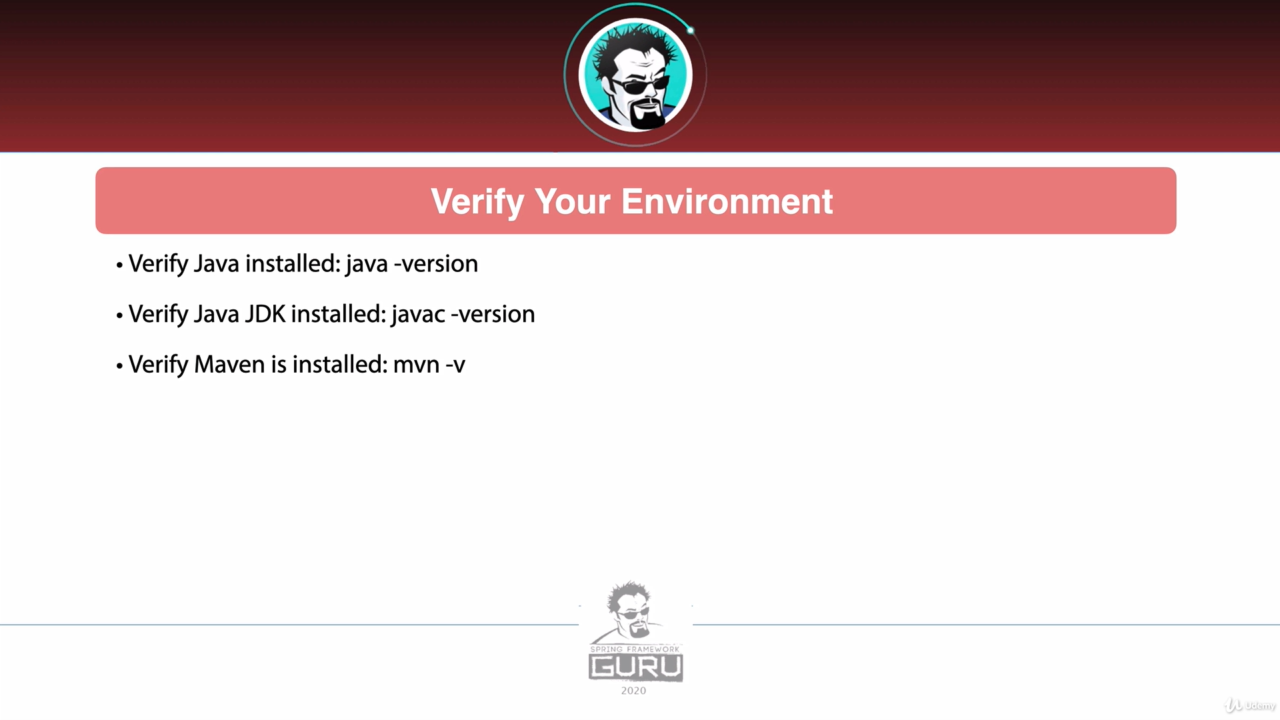 Verify Your Environment
• Verify Java installed: java -version
• Verify Java JDK installed: javac -version
• Verify Maven is installed: mvn -v
SPRING FRAMEWORK
GURU
2020
Udemy